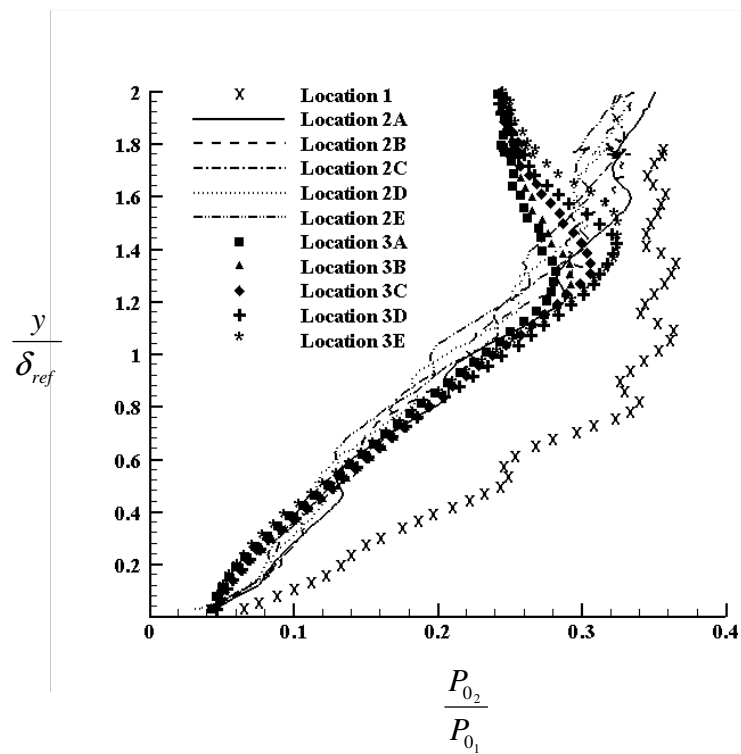 2
1.8
1.6
1.4
1.2
1
0.8
0.6
0.4
0.2
0
0.1
0.2
0.3
0.4
x Location 1
Location 2A
Location 2B
Location 2C
Location 2D
Location 2E
Location 3A
Location 3B
Location 3C
Location 3D
* Location 3E
y
δref
P02
P01